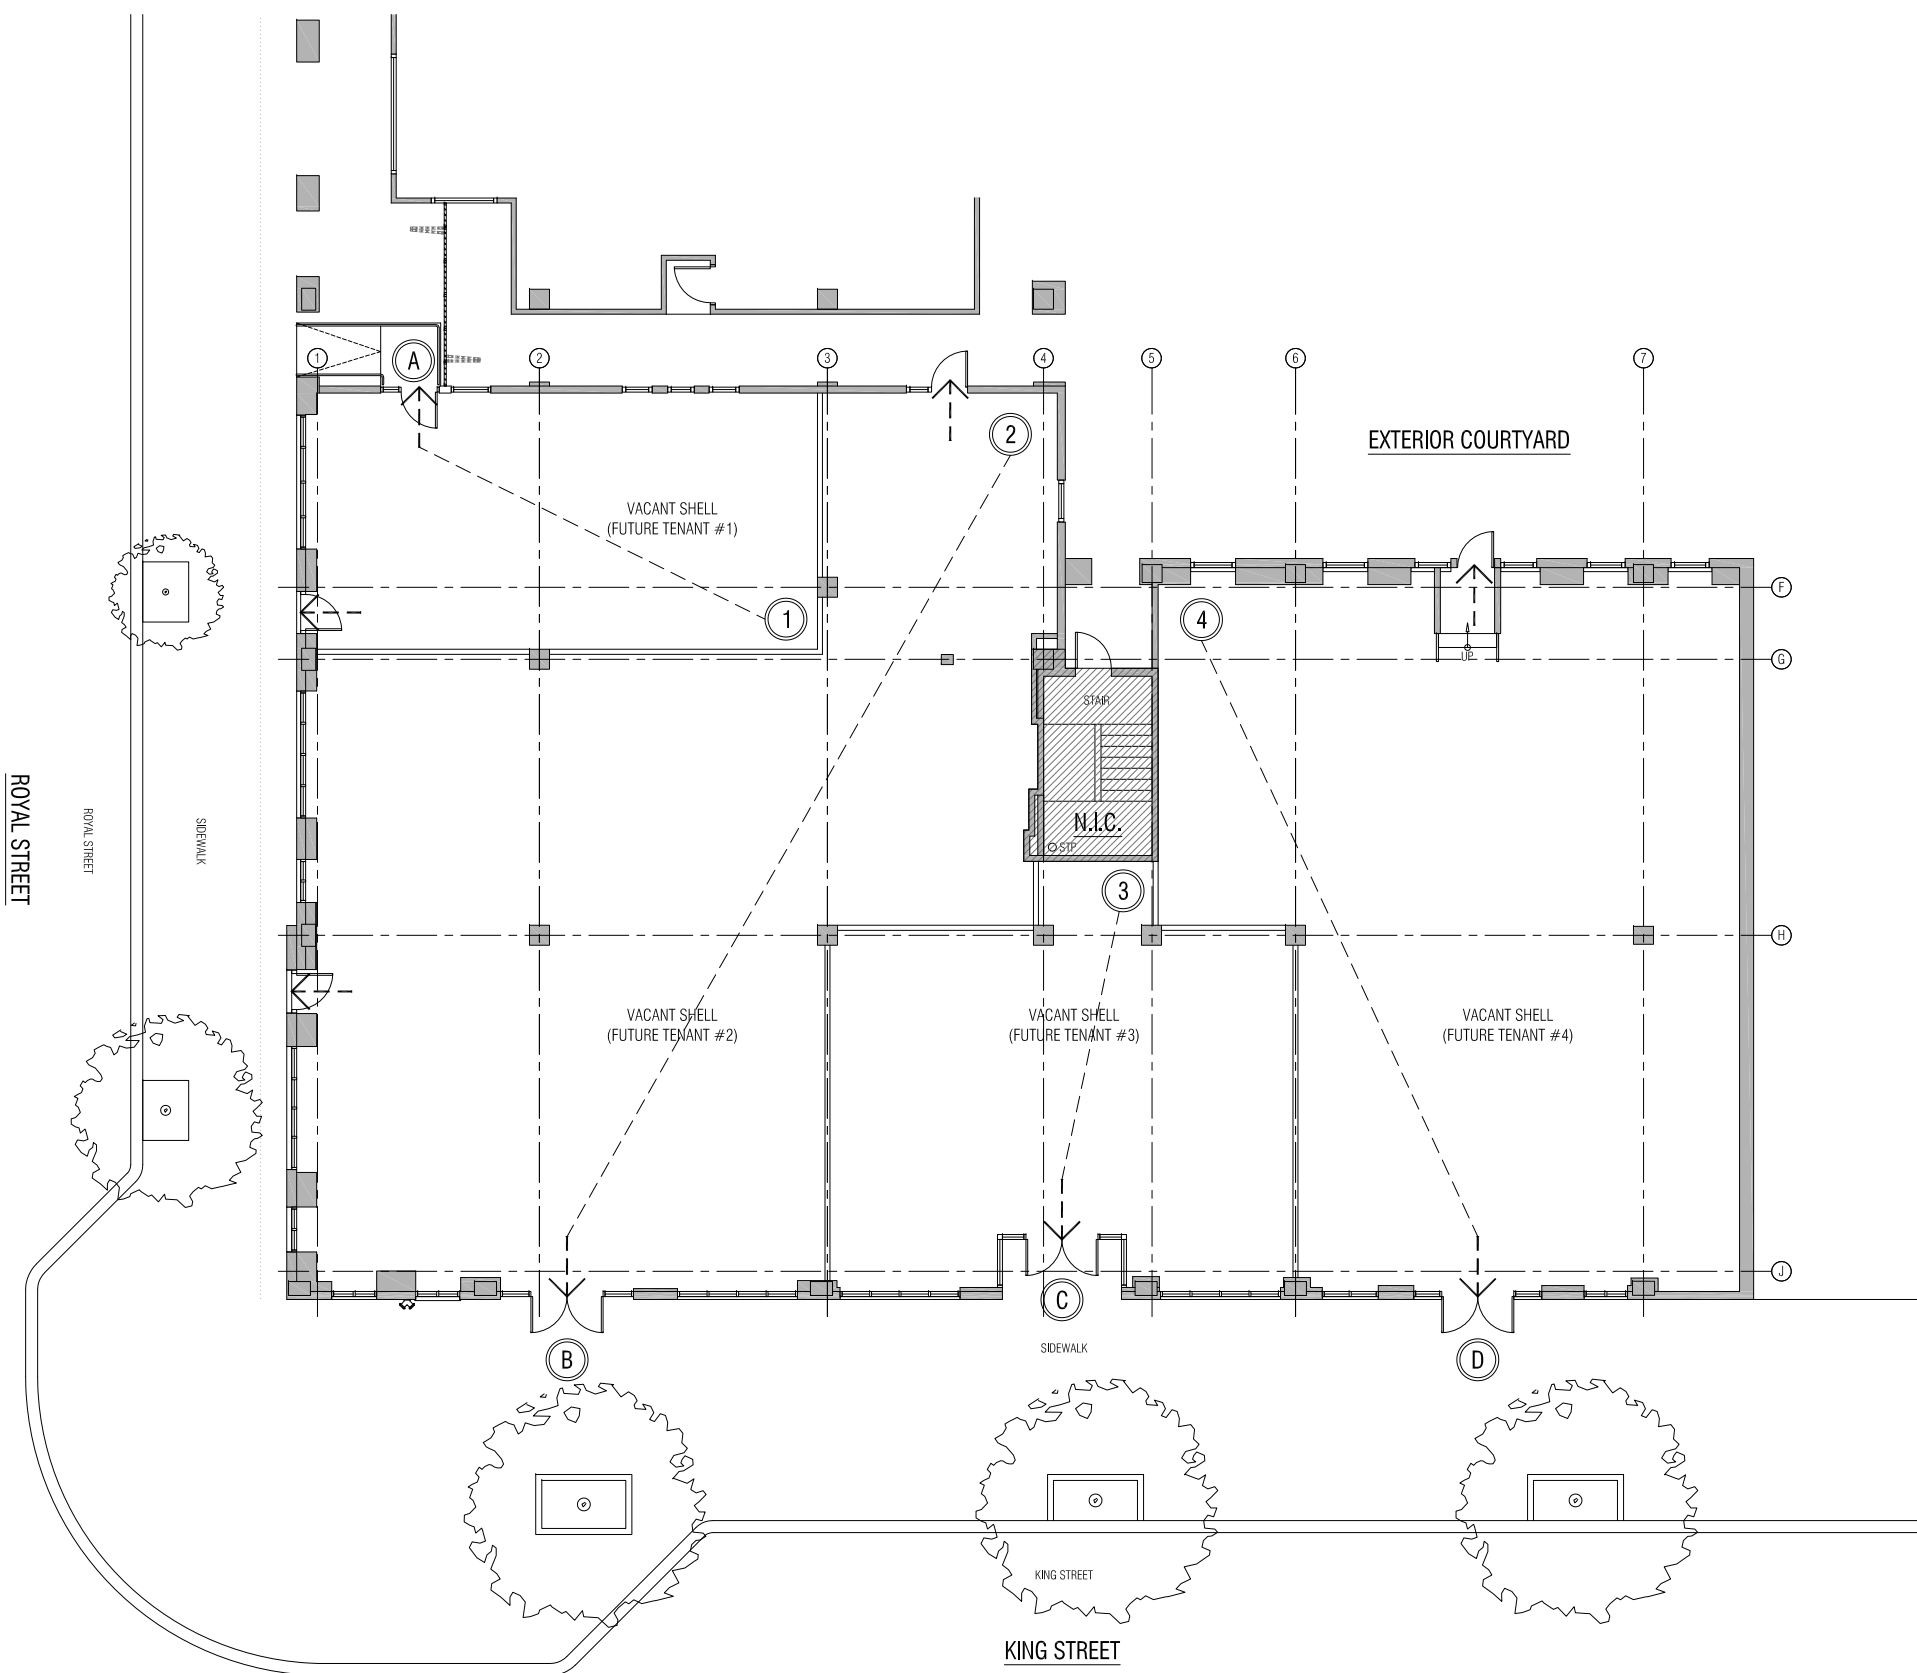 1
2
3
4
5
6
7
A
2
EXTERIOR COURTYARD
VACANT SHELL
(FUTURE TENANT #1)
F
1
4
G
UP
STAIR
ROYAL STREET
ROYAL STREET
SIDEWALK
N.I.C.
STP
3
H
VACANT SHELL
(FUTURE TENANT #2)
VACANT SHELL
(FUTURE TENANT #3)
VACANT SHELL
(FUTURE TENANT #4)
J
C
B
SIDEWALK
D
KING STREET
KING STREET